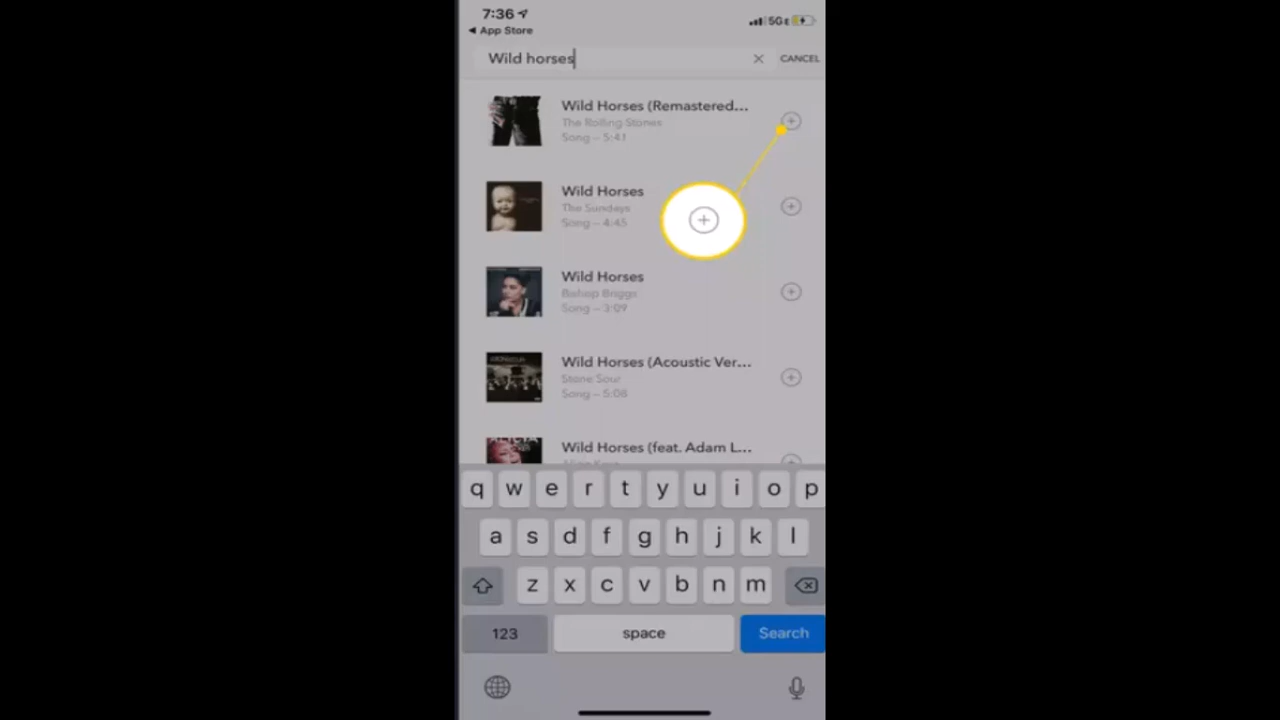 7:36
5GE
◀ App Store
Wild horses
CANCEL
Wild Horses (Remastered...
The Rolling Stones
Song – 5:41
Wild Horses
The Sundays
Song – 4:45
Wild Horses
Bishop Briggs
Song – 3:09
Wild Horses (Acoustic Ver...
Stone Sour
Song – 5:08
Wild Horses (feat. Adam L...
q w e r t y u i o p
a s d f g h j k l
z x c v b n m
123 space Search